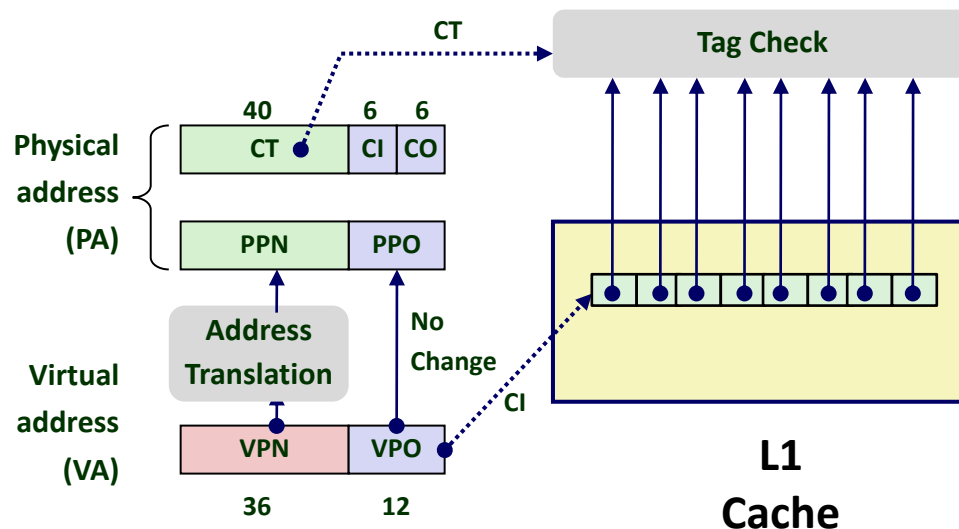 CT
Tag Check
40 6 6
Physical
address
(PA)
CT CI CO
PPN PPO
Address
Translation
No
Change
Virtual
address
(VA)
CI
VPN VPO
36 12
L1
Cache